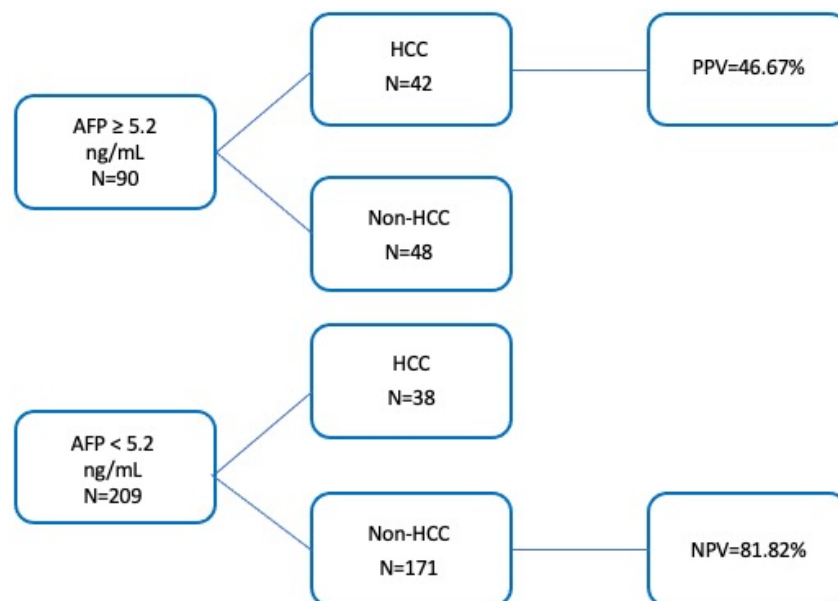 HCC
N=42
PPV=46.67%
AFP ≥ 5.2
ng/mL
N=90
Non-HCC
N=48
HCC
N=38
AFP < 5.2
ng/mL
N=209
Non-HCC
N=171
NPV=81.82%